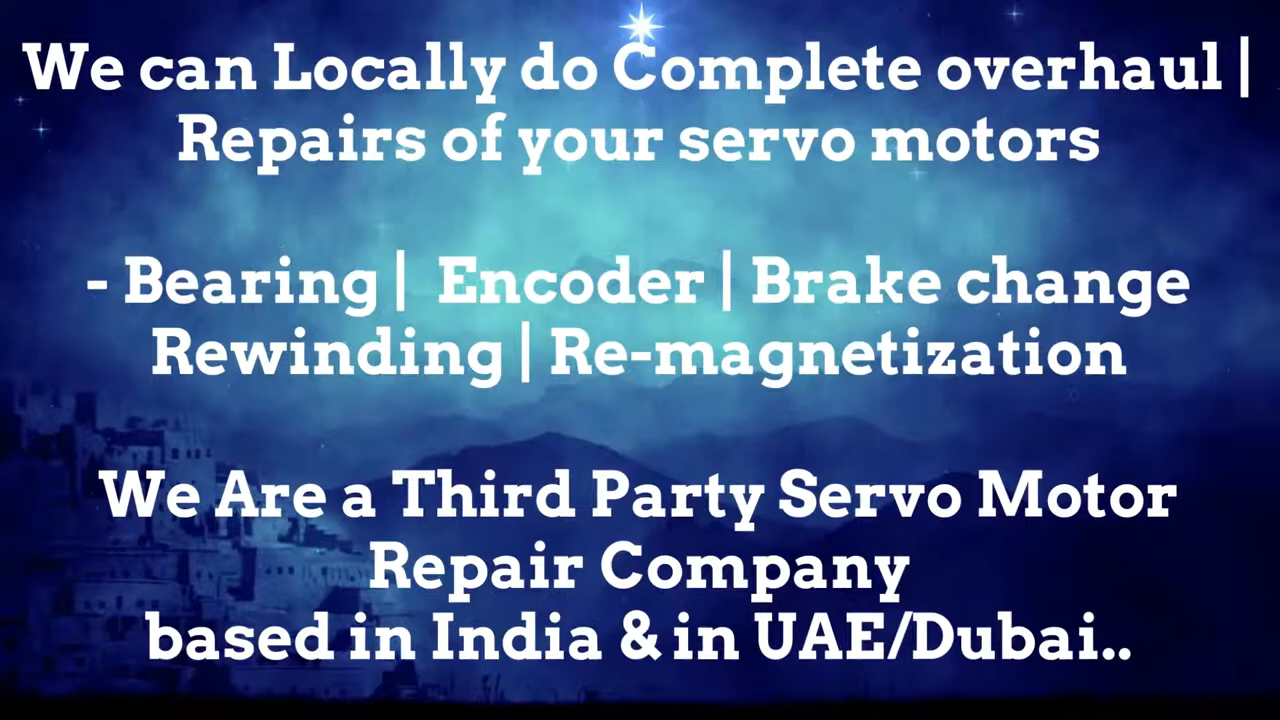 We can Locally do Complete overhaul |
Repairs of your servo motors
- Bearing | Encoder | Brake change
Rewinding | Re-magnetization
We Are a Third Party Servo Motor
Repair Company
based in India & in UAE/Dubai..